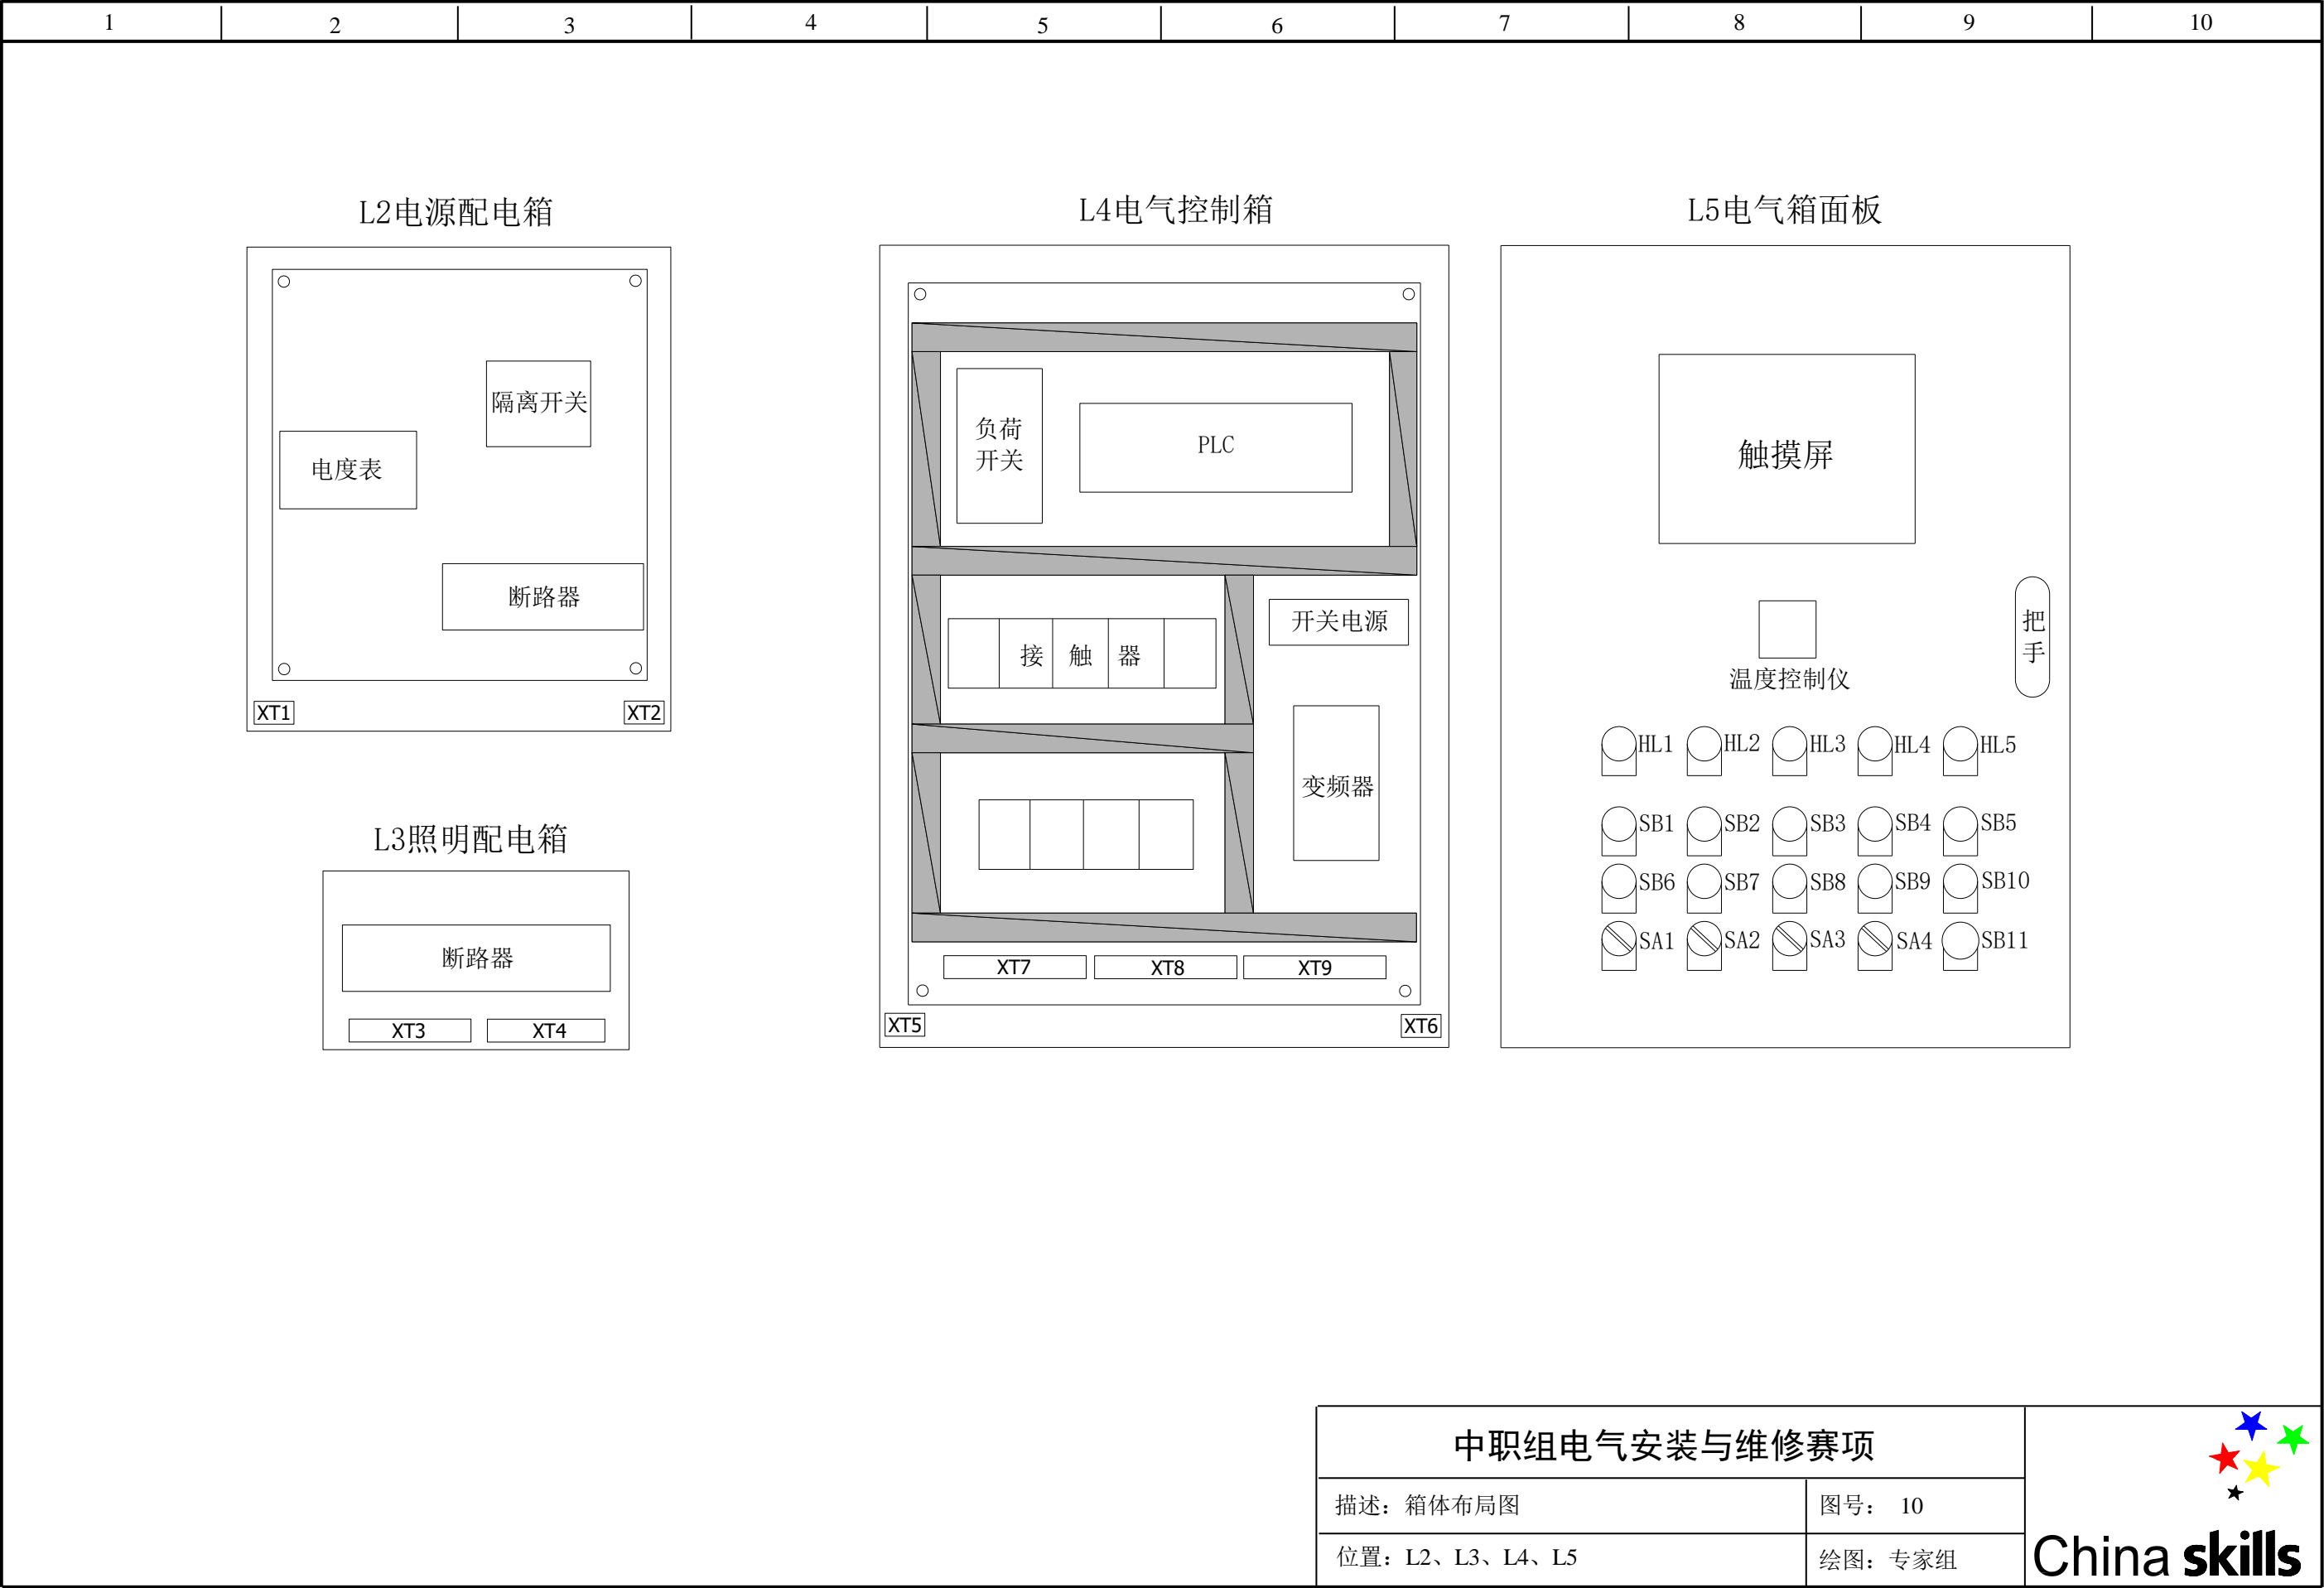 1 2 3 4 5 6 7 8 9 10
L2电源配电箱
隔离开关
电度表
断路器
XT1 XT2
L3照明配电箱
断路器
XT3 XT4
L4电气控制箱
负荷
开关
PLC
开关电源
接 触 器
变频器
XT7 XT8 XT9
XT5 XT6
L5电气箱面板
触摸屏
把
手
温度控制仪
HL1 HL2 HL3 HL4 HL5
SB1 SB2 SB3 SB4 SB5
SB6 SB7 SB8 SB9 SB10
SA1 SA2 SA3 SA4 SB11
中职组电气安装与维修赛项
描述：箱体布局图 图号： 10
位置：L2、L3、L4、L5 绘图：专家组
China skills